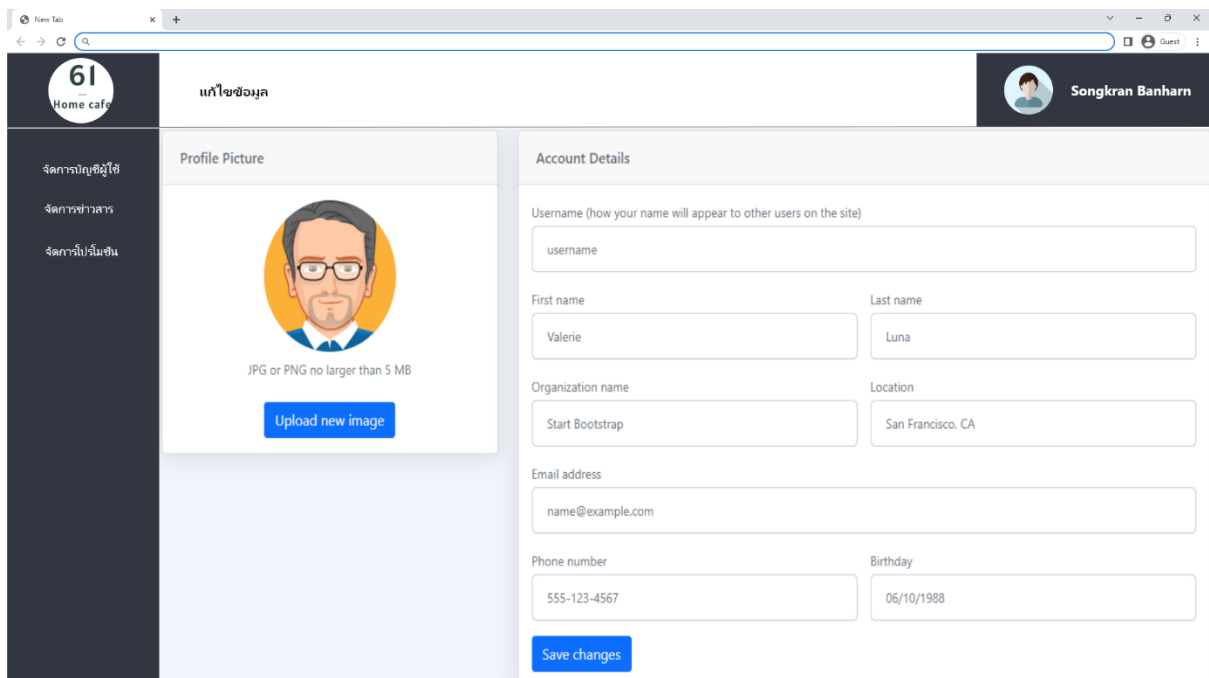 New Tab
Guest
61
Home cafe
แก้ไขข้อมูล
Songkran Banharn
จัดการบัญชีผู้ใช้
จัดการข่าวสาร
จัดการโปรโมชัน
Profile Picture
JPG or PNG no larger than 5 MB
Upload new image
Account Details
Username (how your name will appear to other users on the site)
username
First name
Last name
Valerie
Luna
Organization name
Location
Start Bootstrap
San Francisco, CA
Email address
name@example.com
Phone number
Birthday
555-123-4567
06/10/1988
Save changes